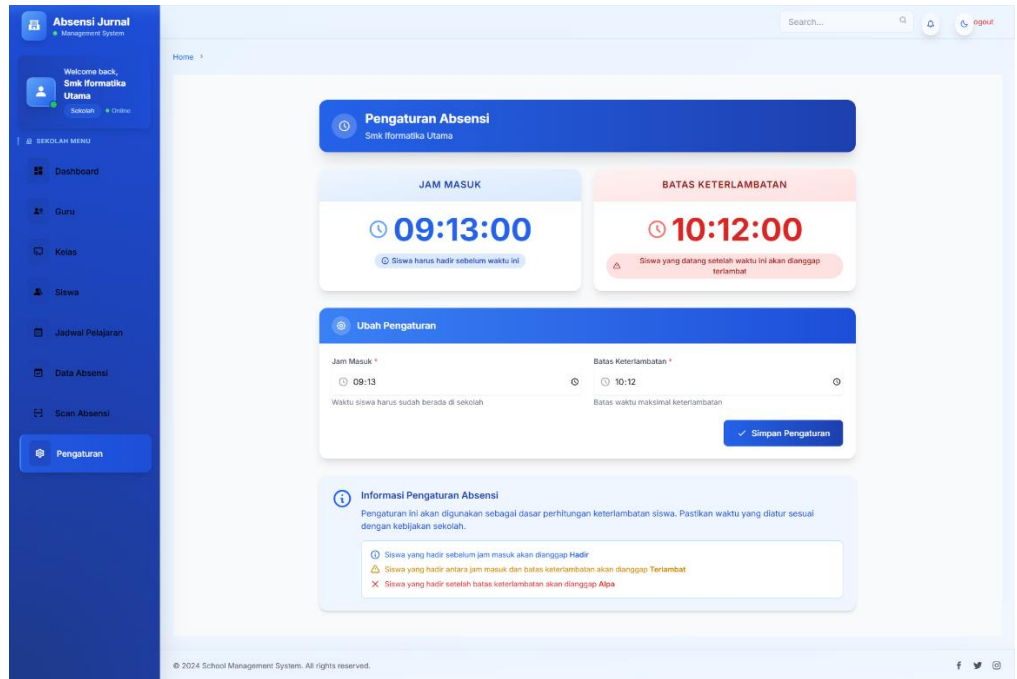 Absensi Jurnal
Management System
Search...
ogout
Welcome back,
Smk Iformatika
Utama
Sekolah
Online
SEKOLAH MENU
Dashboard
Guru
Kelas
Siswa
Jadwal Pelajaran
Data Absensi
Scan Absensi
Pengaturan
Home
Pengaturan Absensi
Smk Iformatika Utama
JAM MASUK
09:13:00
Siswa harus hadir sebelum waktu ini
BATAS KETERLAMBATAN
10:12:00
Siswa yang datang setelah waktu ini akan dianggap
terlambat
Ubah Pengaturan
Jam Masuk *
09:13
Waktu siswa harus sudah berada di sekolah
Batas Keterlambatan *
10:12
Batas waktu maksimal keterlambatan
Simpan Pengaturan
Informasi Pengaturan Absensi
Pengaturan ini akan digunakan sebagai dasar perhitungan keterlambatan siswa. Pastikan waktu yang diatur sesuai
dengan kebijakan sekolah.
Siswa yang hadir sebelum jam masuk akan dianggap Hadir
Siswa yang hadir antara jam masuk dan batas keterlambatan akan dianggap Terlambat
Siswa yang hadir setelah batas keterlambatan akan dianggap Alpa
© 2024 School Management System. All rights reserved.